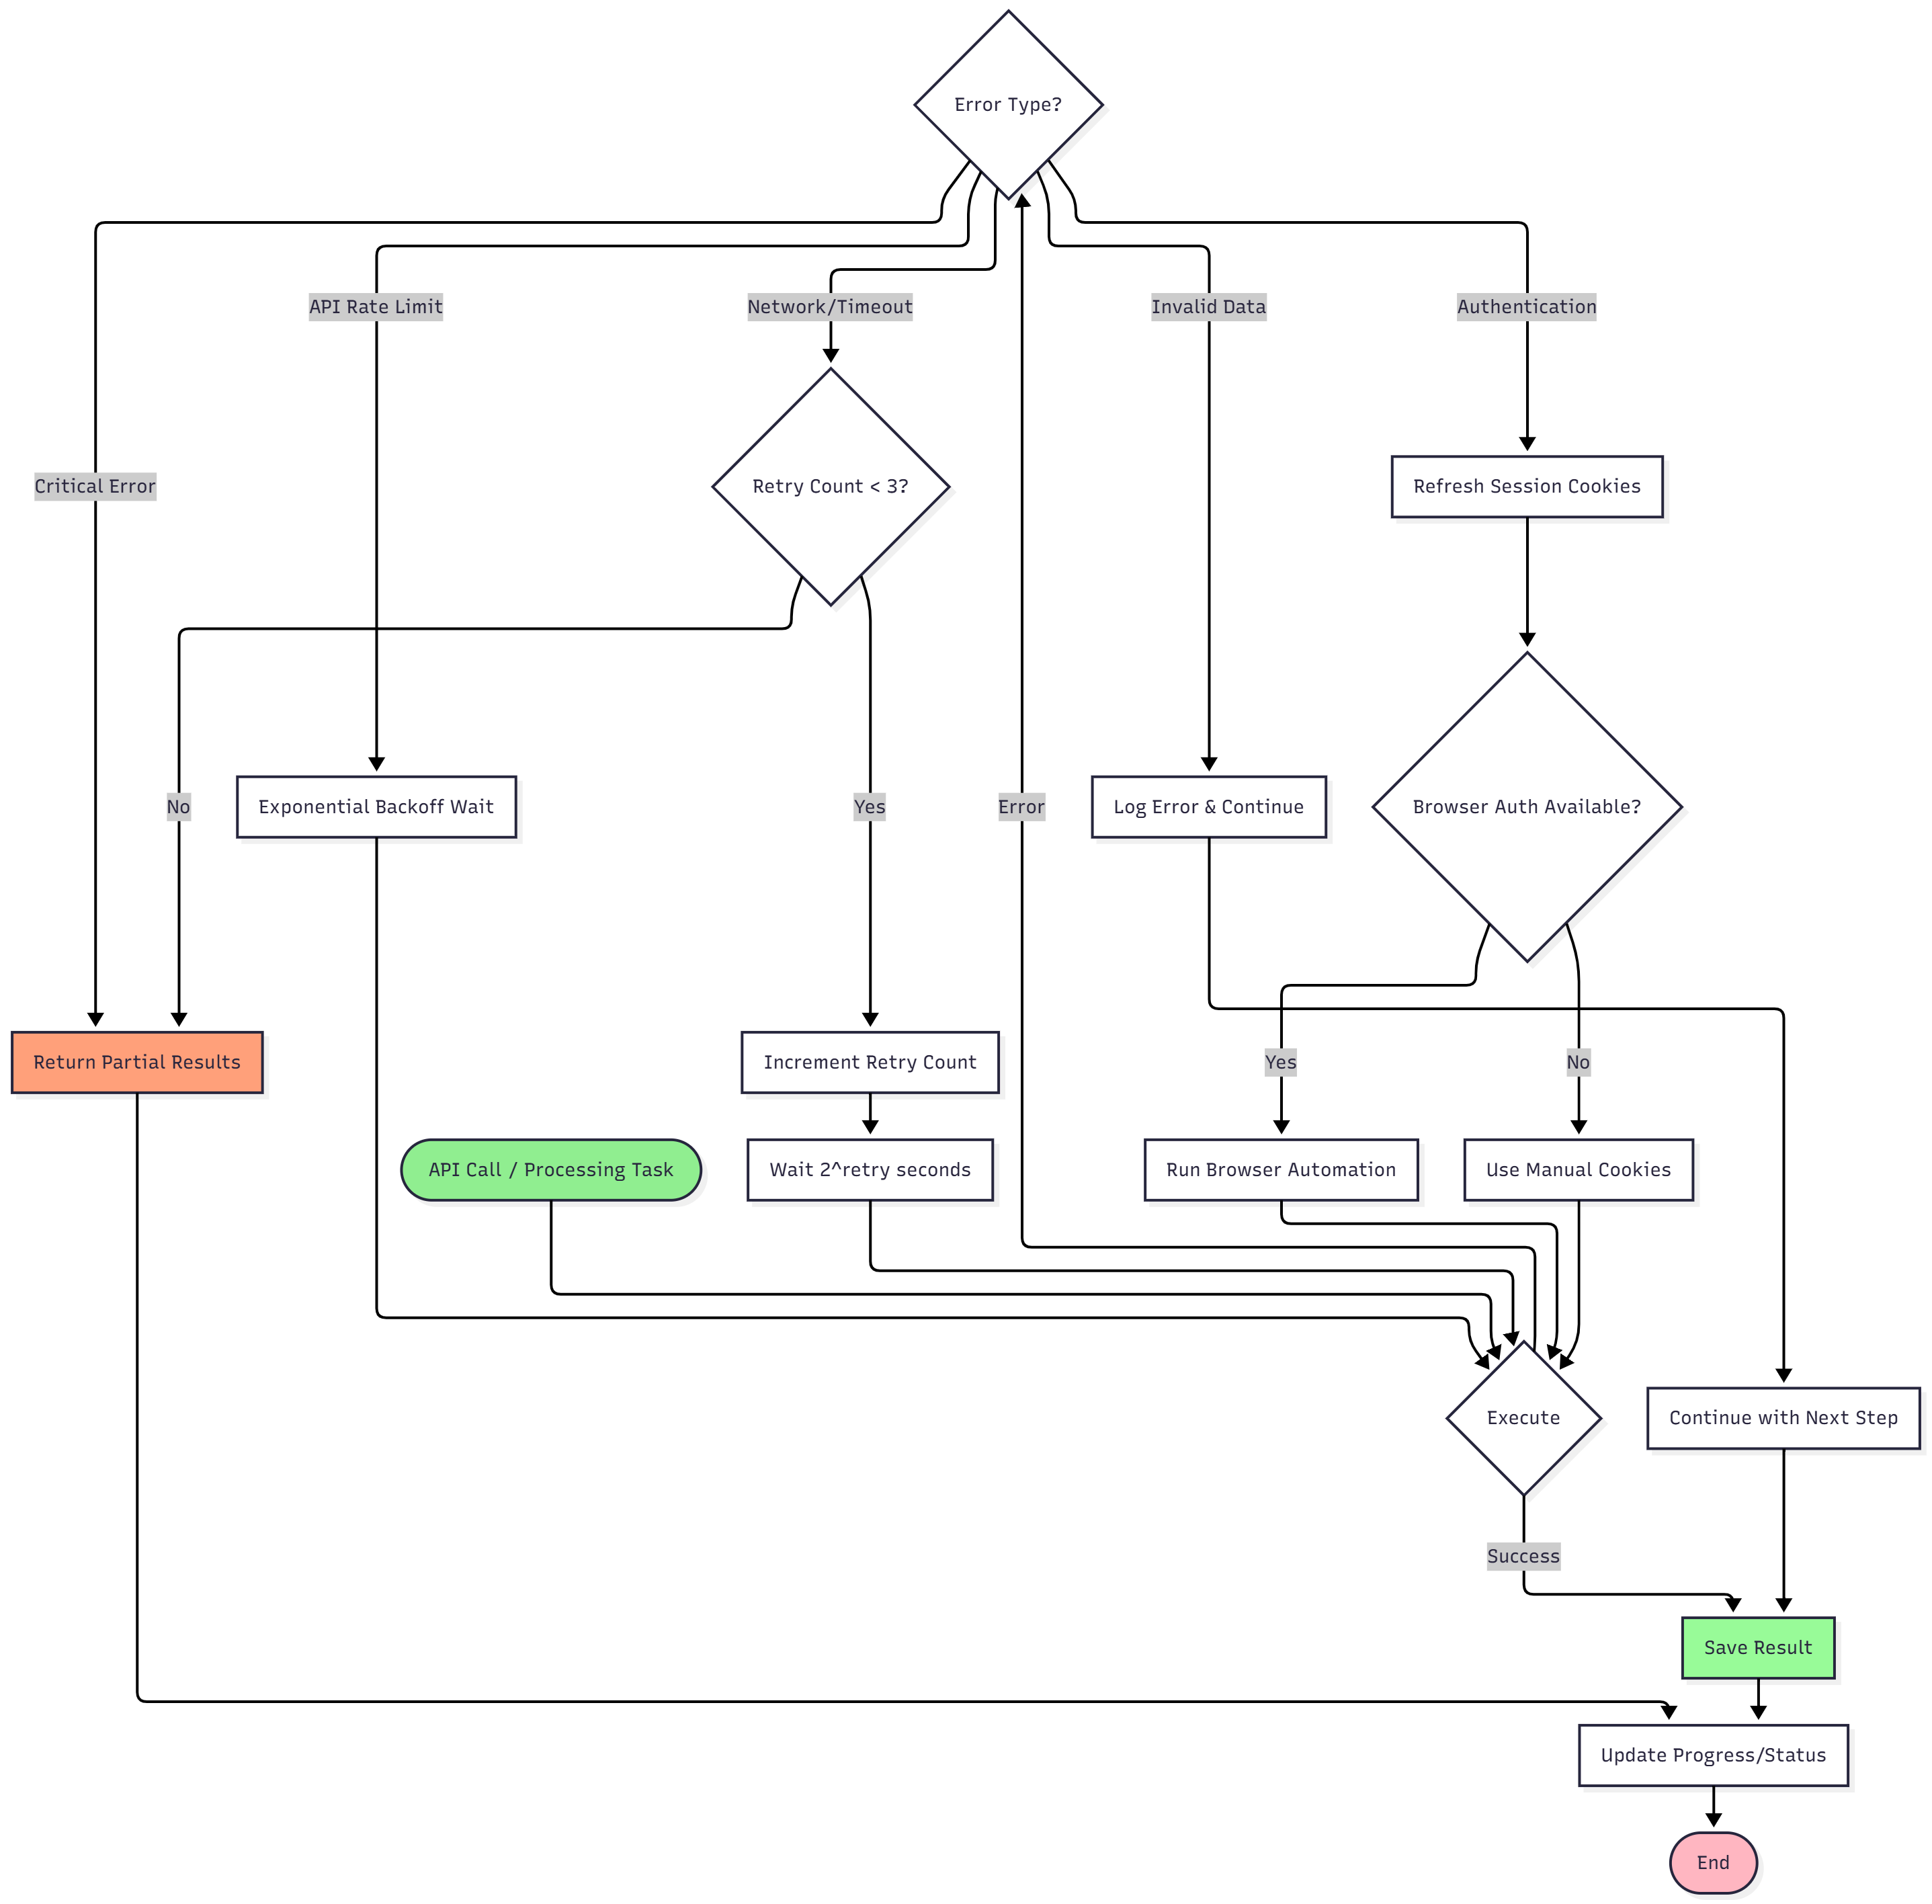 Error Type?
API Rate Limit
Network/Timeout
Invalid Data
Authentication
Critical Error
Retry Count < 3?
Refresh Session Cookies
No
Exponential Backoff Wait
Yes
Error
Log Error & Continue
Browser Auth Available?
Return Partial Results
Increment Retry Count
Yes
No
API Call / Processing Task
Wait 2^retry seconds
Run Browser Automation
Use Manual Cookies
Execute
Continue with Next Step
Success
Save Result
Update Progress/Status
End